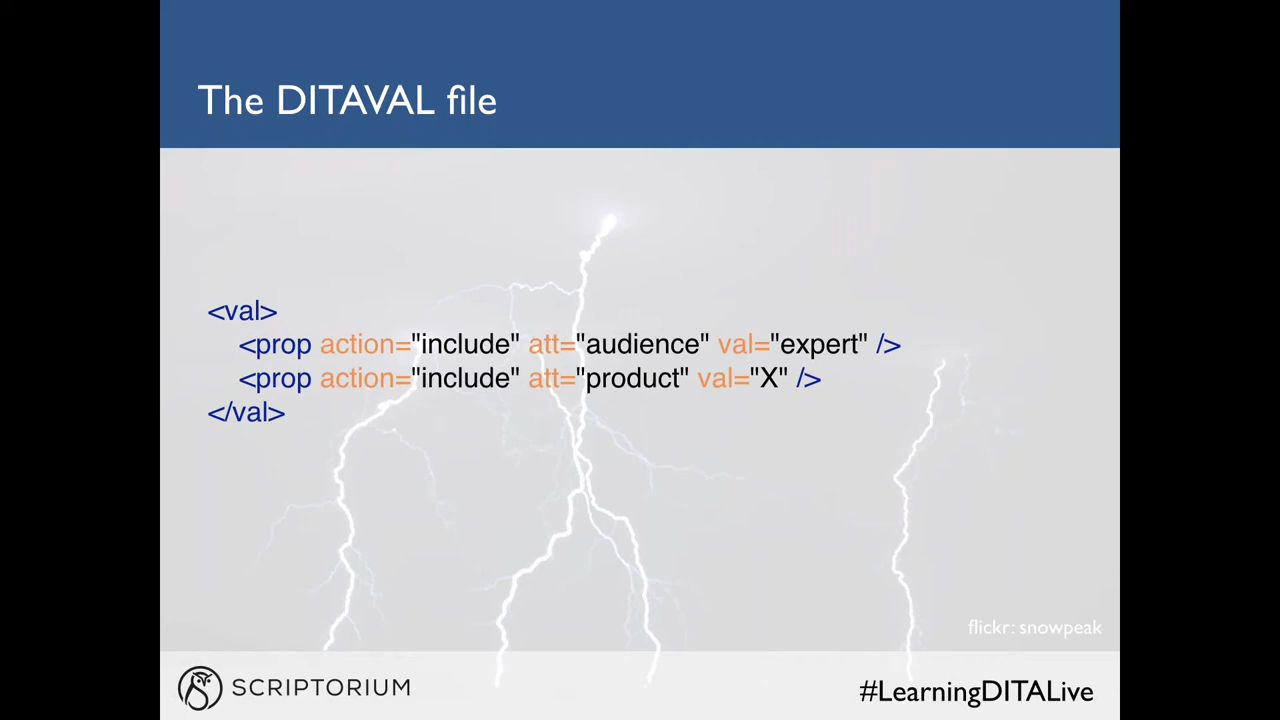 The DITAVAL file
<val>
<prop action="include" att="audience" val="expert" />
<prop action="include" att="product" val="X" />
</val>
flickr: snowpeak
SCRIPTORIUM
#LearningDITALive